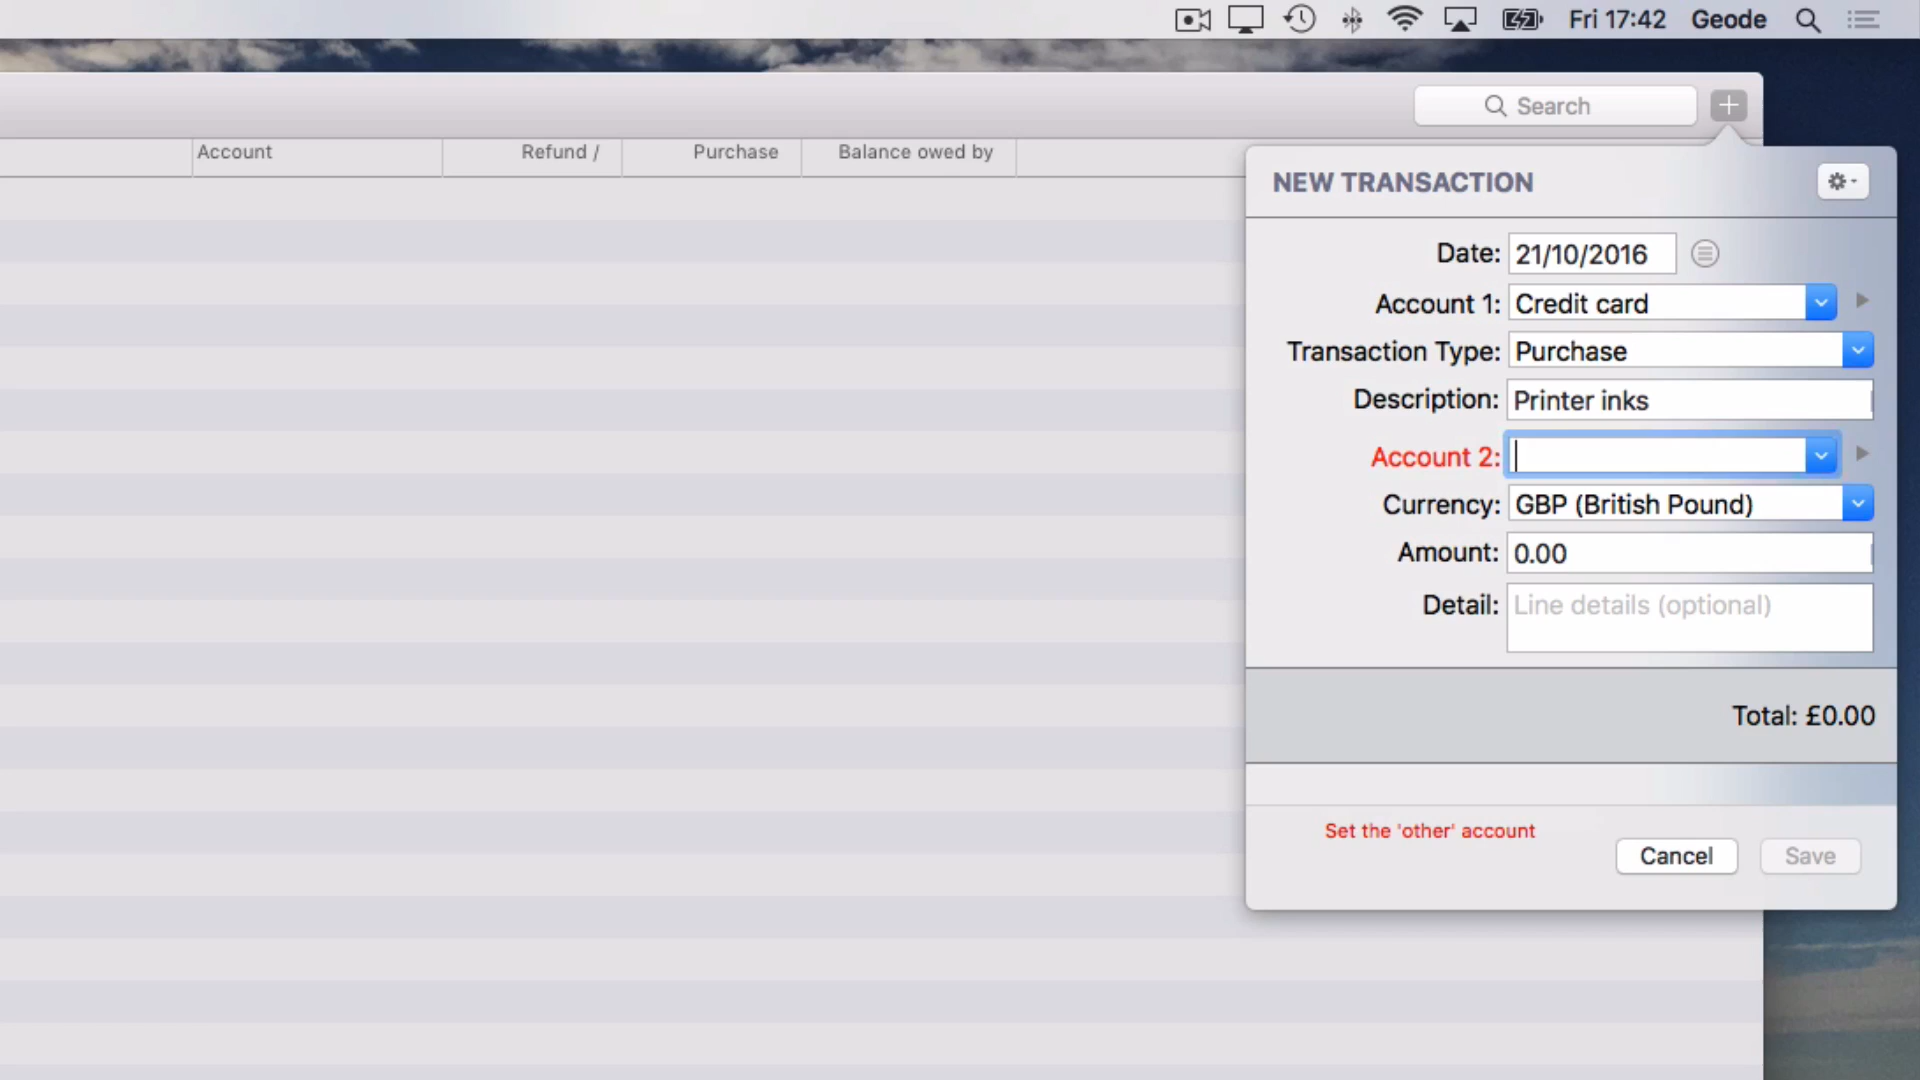 Fri 17:42 Geode
Search
Account Refund / Purchase Balance owed by
NEW TRANSACTION
Date: 21/10/2016
Account 1: Credit card
Transaction Type: Purchase
Description: Printer inks
Account 2:
Currency: GBP (British Pound)
Amount: 0.00
Detail: Line details (optional)
Total: £0.00
Set the 'other' account
Cancel Save